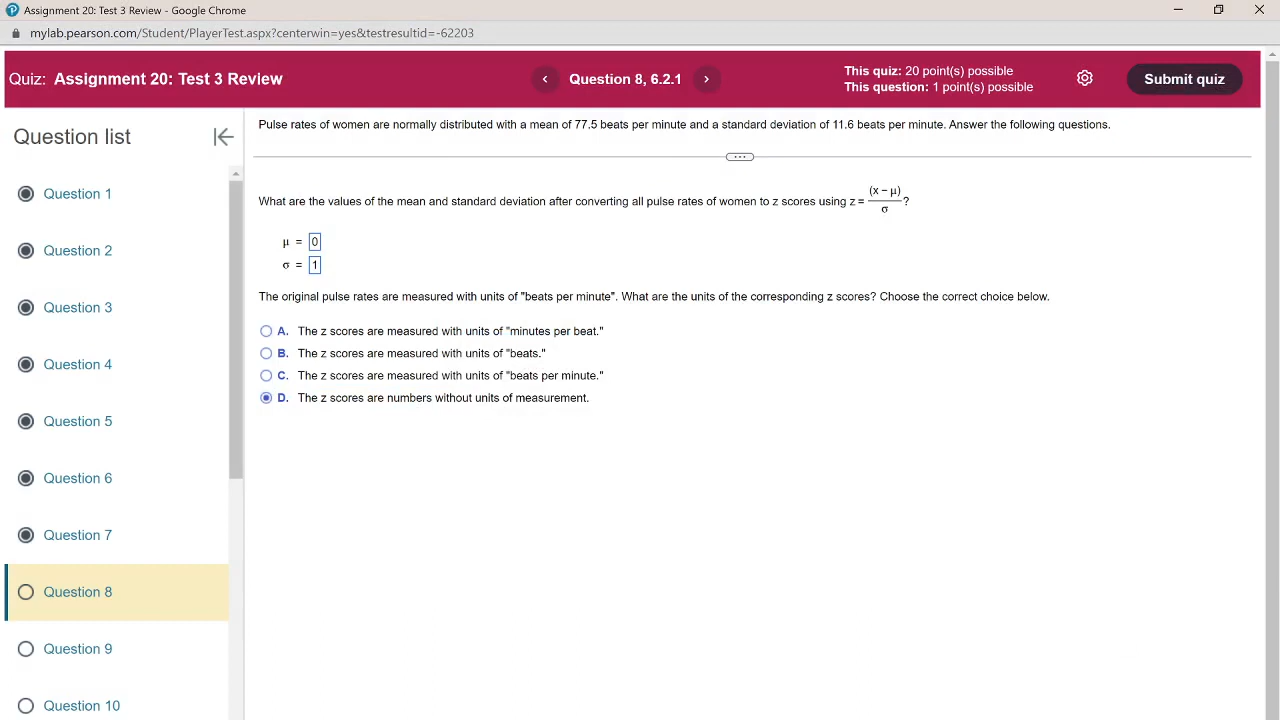 Assignment 20: Test 3 Review - Google Chrome
mylab.pearson.com/Student/PlayerTest.aspx?centerwin=yes&testresultid=-62203
Quiz: Assignment 20: Test 3 Review
Question 8, 6.2.1
This quiz: 20 point(s) possible
This question: 1 point(s) possible
Submit quiz
Question list
Question 1
Question 2
Question 3
Question 4
Question 5
Question 6
Question 7
Question 8
Question 9
Question 10
Pulse rates of women are normally distributed with a mean of 77.5 beats per minute and a standard deviation of 11.6 beats per minute. Answer the following questions.
What are the values of the mean and standard deviation after converting all pulse rates of women to z scores using z = (x − μ) / σ ?
μ = 0
σ = 1
The original pulse rates are measured with units of "beats per minute". What are the units of the corresponding z scores? Choose the correct choice below.
A. The z scores are measured with units of "minutes per beat."
B. The z scores are measured with units of "beats."
C. The z scores are measured with units of "beats per minute."
D. The z scores are numbers without units of measurement.